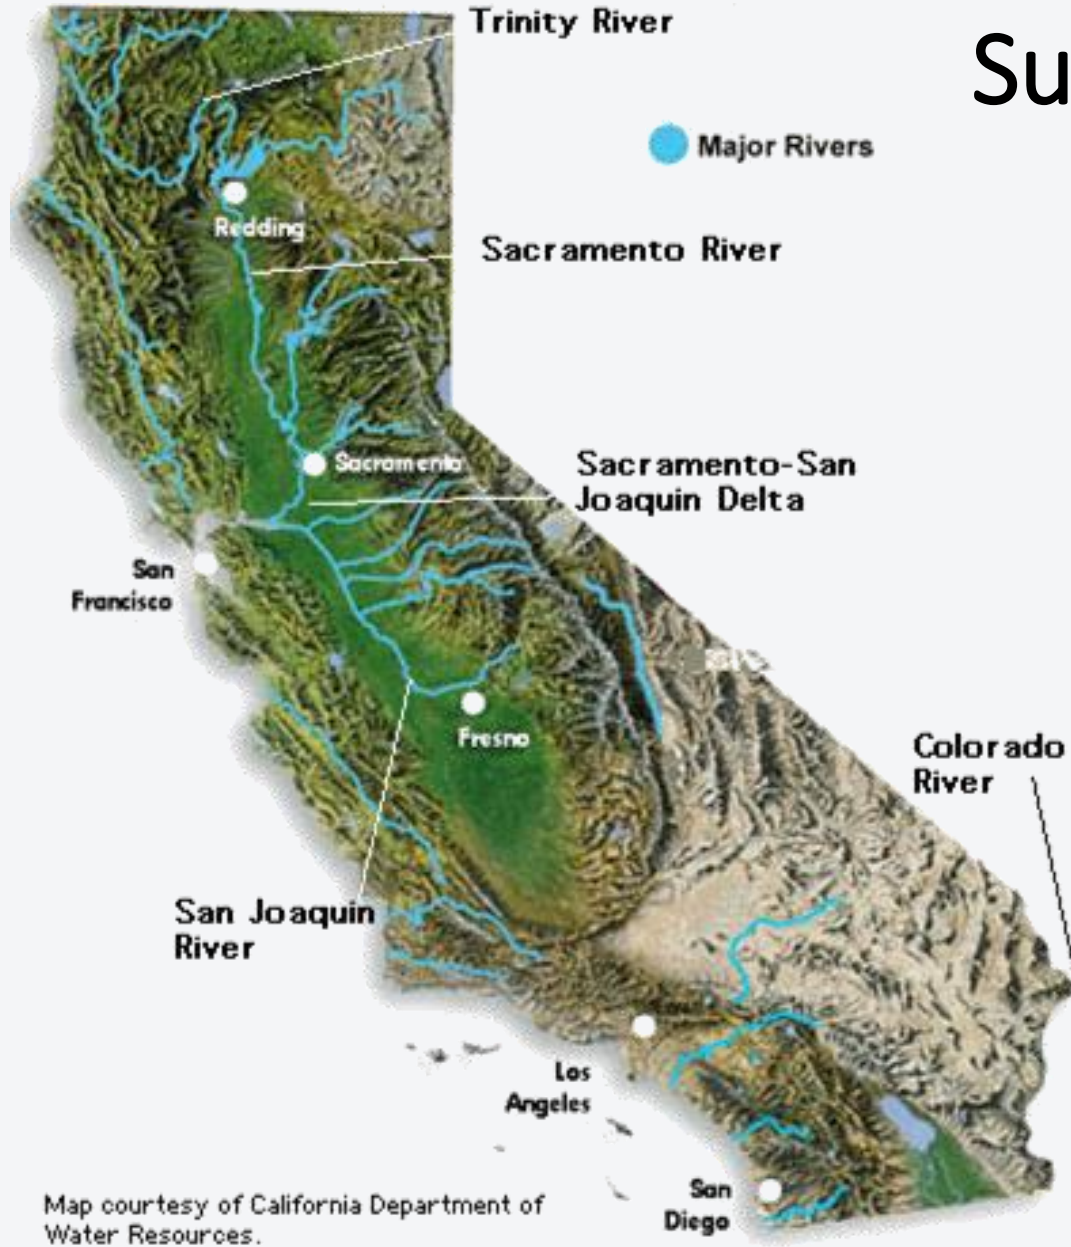 Trinity River
Su
Major Rivers
Redding
Sacramento River
Sacramento
Sacramento-San
Joaquin Delta
San
Francisco
Fresno
Colorado
River
San Joaquin
River
Los
Angeles
San
Diego
Map courtesy of California Department of
Water Resources.